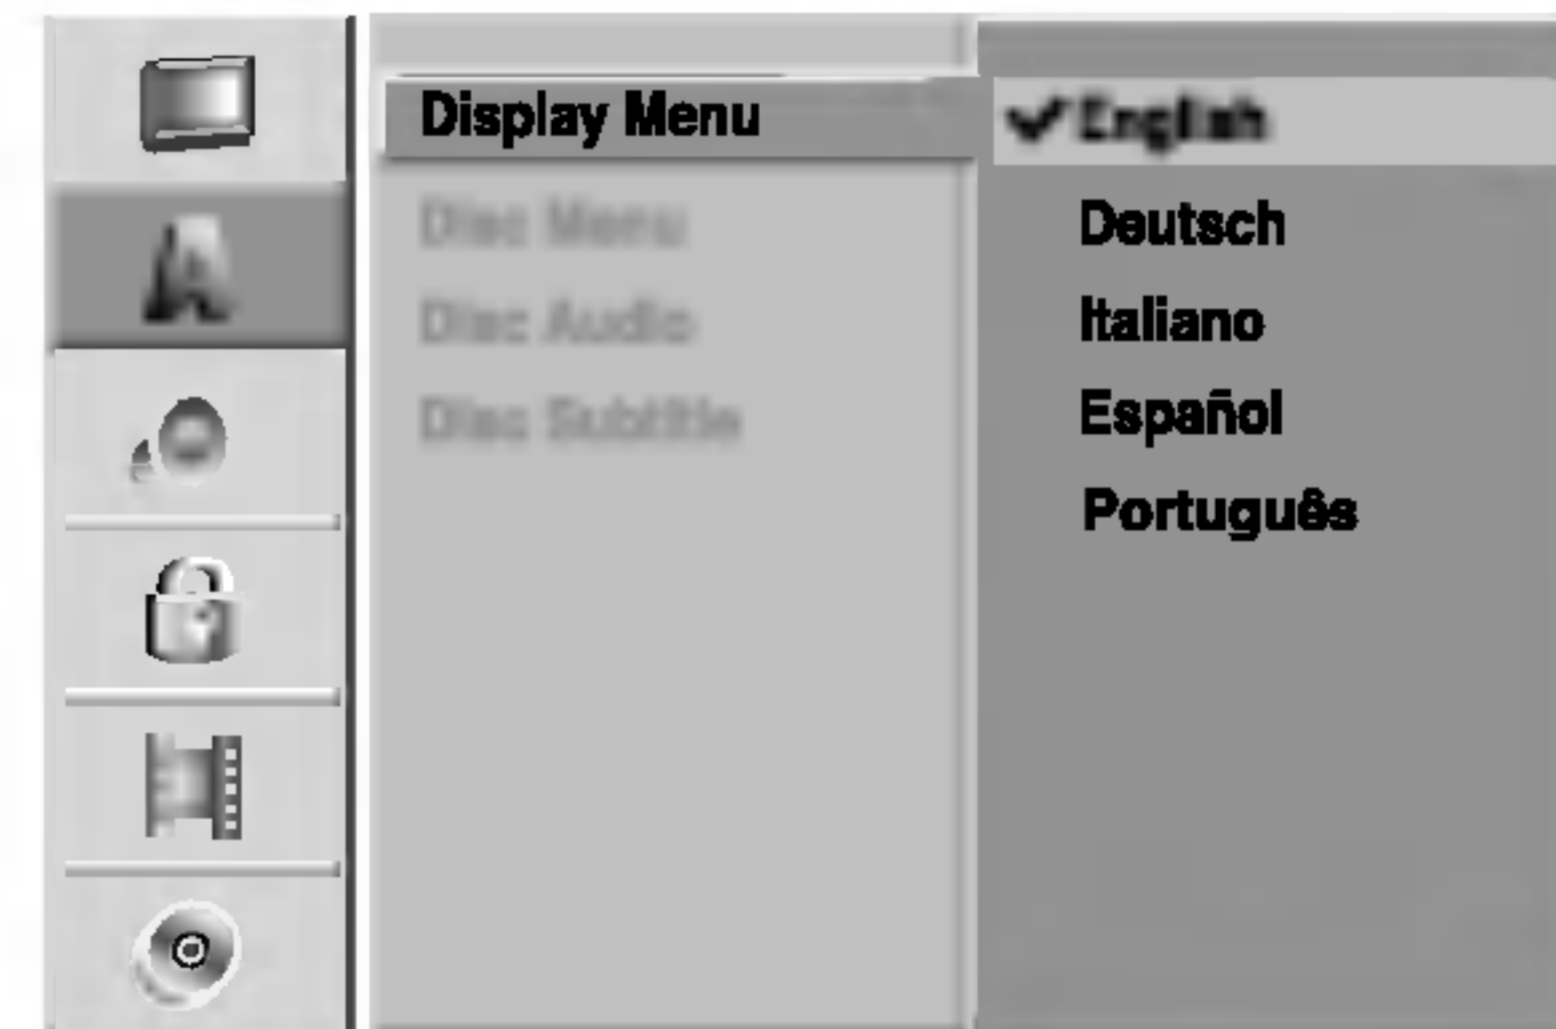 Display Menu
Disc Menu
Disc Audio
Disc Subtitle
English
Deutsch
Italiano
Español
Português